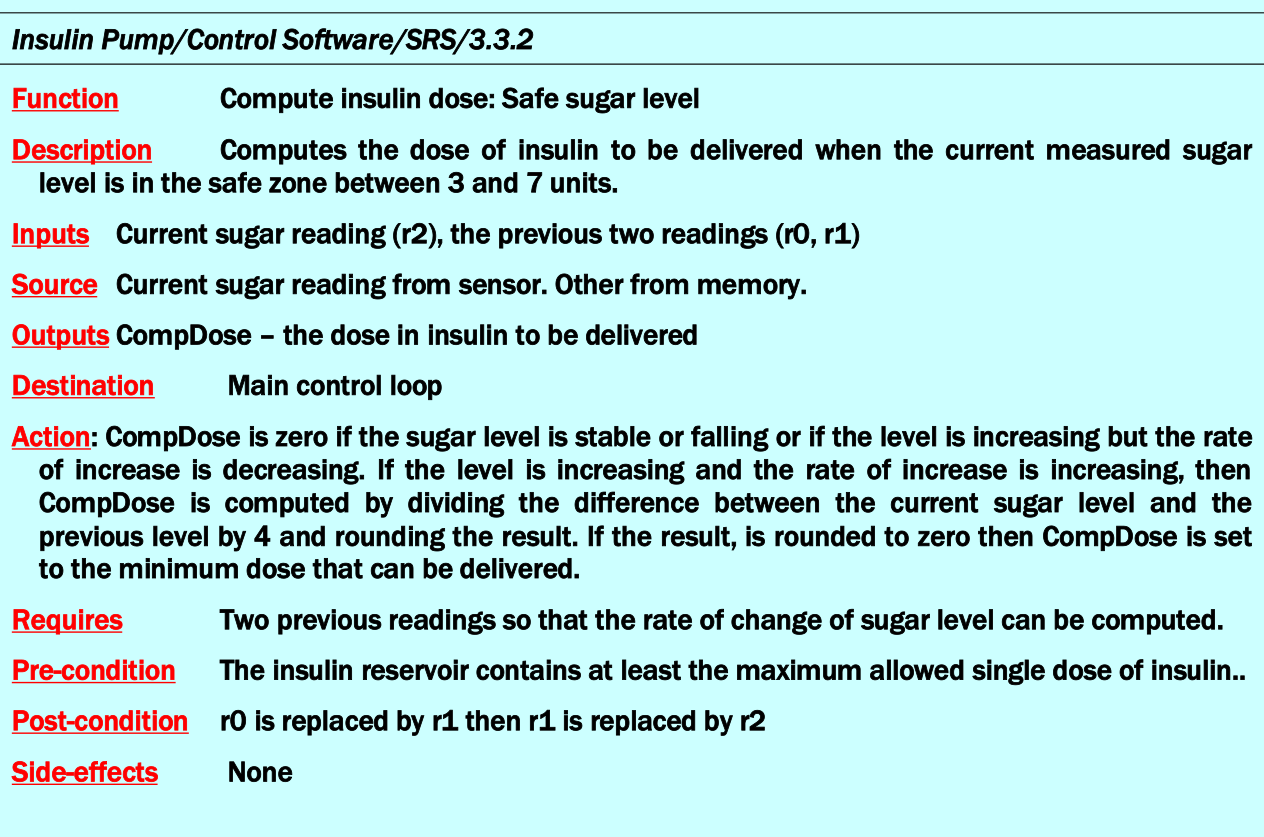 Insulin Pump/Control Software/SRS/3.3.2
Function Compute insulin dose: Safe sugar level
Description Computes the dose of insulin to be delivered when the current measured sugar
level is in the safe zone between 3 and 7 units.
Inputs Current sugar reading (r2), the previous two readings (r0, r1)
Source Current sugar reading from sensor. Other from memory.
Outputs CompDose – the dose in insulin to be delivered
Destination Main control loop
Action: CompDose is zero if the sugar level is stable or falling or if the level is increasing but the rate
of increase is decreasing. If the level is increasing and the rate of increase is increasing, then
CompDose is computed by dividing the difference between the current sugar level and the
previous level by 4 and rounding the result. If the result, is rounded to zero then CompDose is set
to the minimum dose that can be delivered.
Requires Two previous readings so that the rate of change of sugar level can be computed.
Pre-condition The insulin reservoir contains at least the maximum allowed single dose of insulin..
Post-condition r0 is replaced by r1 then r1 is replaced by r2
Side-effects None